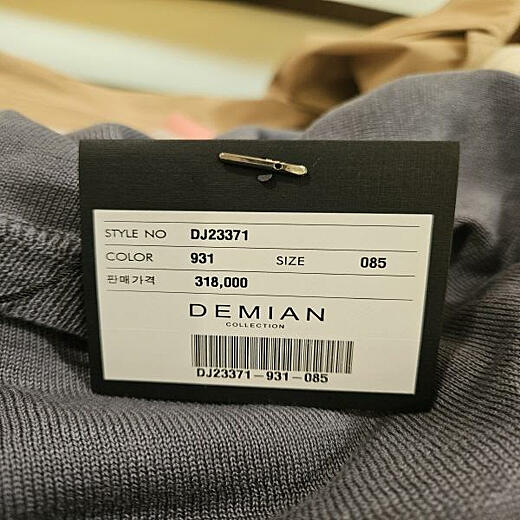 STYLE NO DJ23371
COLOR 931 SIZE 085
판매가격 318,000
DEMIAN
COLLECTION
DJ23371-931-085